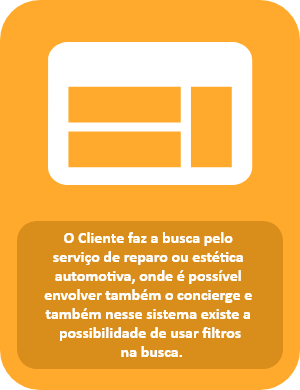 O Cliente faz a busca pelo
serviço de reparo ou estética
automotiva, onde é possível
envolver também o concierge e
também nesse sistema existe a
possibilidade de usar filtros
na busca.